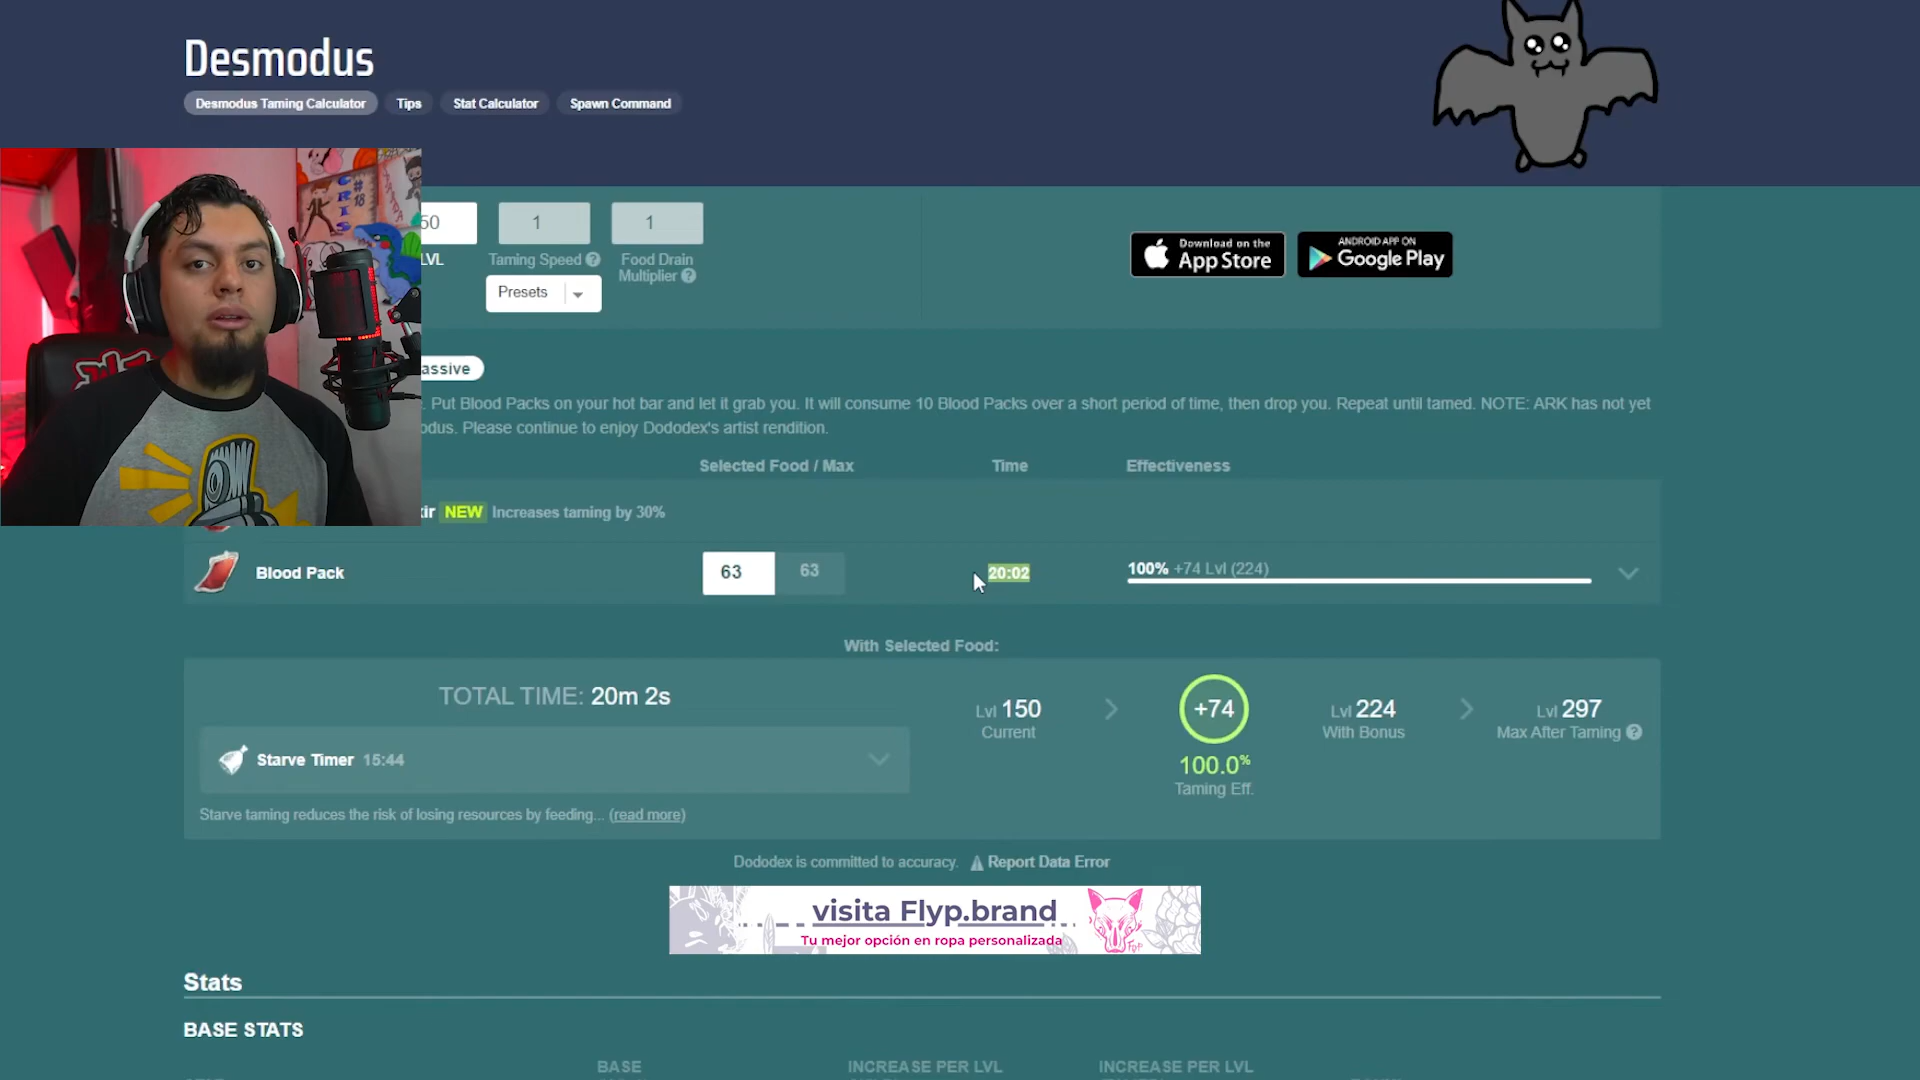 Desmodus
Desmodus Taming Calculator Tips Stat Calculator Spawn Command
50 1 1
LVL Taming Speed ? Food Drain
Multiplier ?
Presets
Download on the
App Store
ANDROID APP ON
Google Play
CRIS
#18
assive
. Put Blood Packs on your hot bar and let it grab you. It will consume 10 Blood Packs over a short period of time, then drop you. Repeat until tamed. NOTE: ARK has not yet
odus. Please continue to enjoy Dododex's artist rendition.
Selected Food / Max Time Effectiveness
kir NEW Increases taming by 30%
Blood Pack 63 63 20:02 100% +74 Lvl (224)
With Selected Food:
TOTAL TIME: 20m 2s
Starve Timer 15:44
Starve taming reduces the risk of losing resources by feeding... (read more)
Lvl 150
Current
+74
100.0%
Taming Eff.
Lvl 224
With Bonus
Lvl 297
Max After Taming ?
Dododex is committed to accuracy. Report Data Error
visita Flyp.brand
Tu mejor opción en ropa personalizada
Stats
BASE STATS
BASE INCREASE PER LVL INCREASE PER LVL